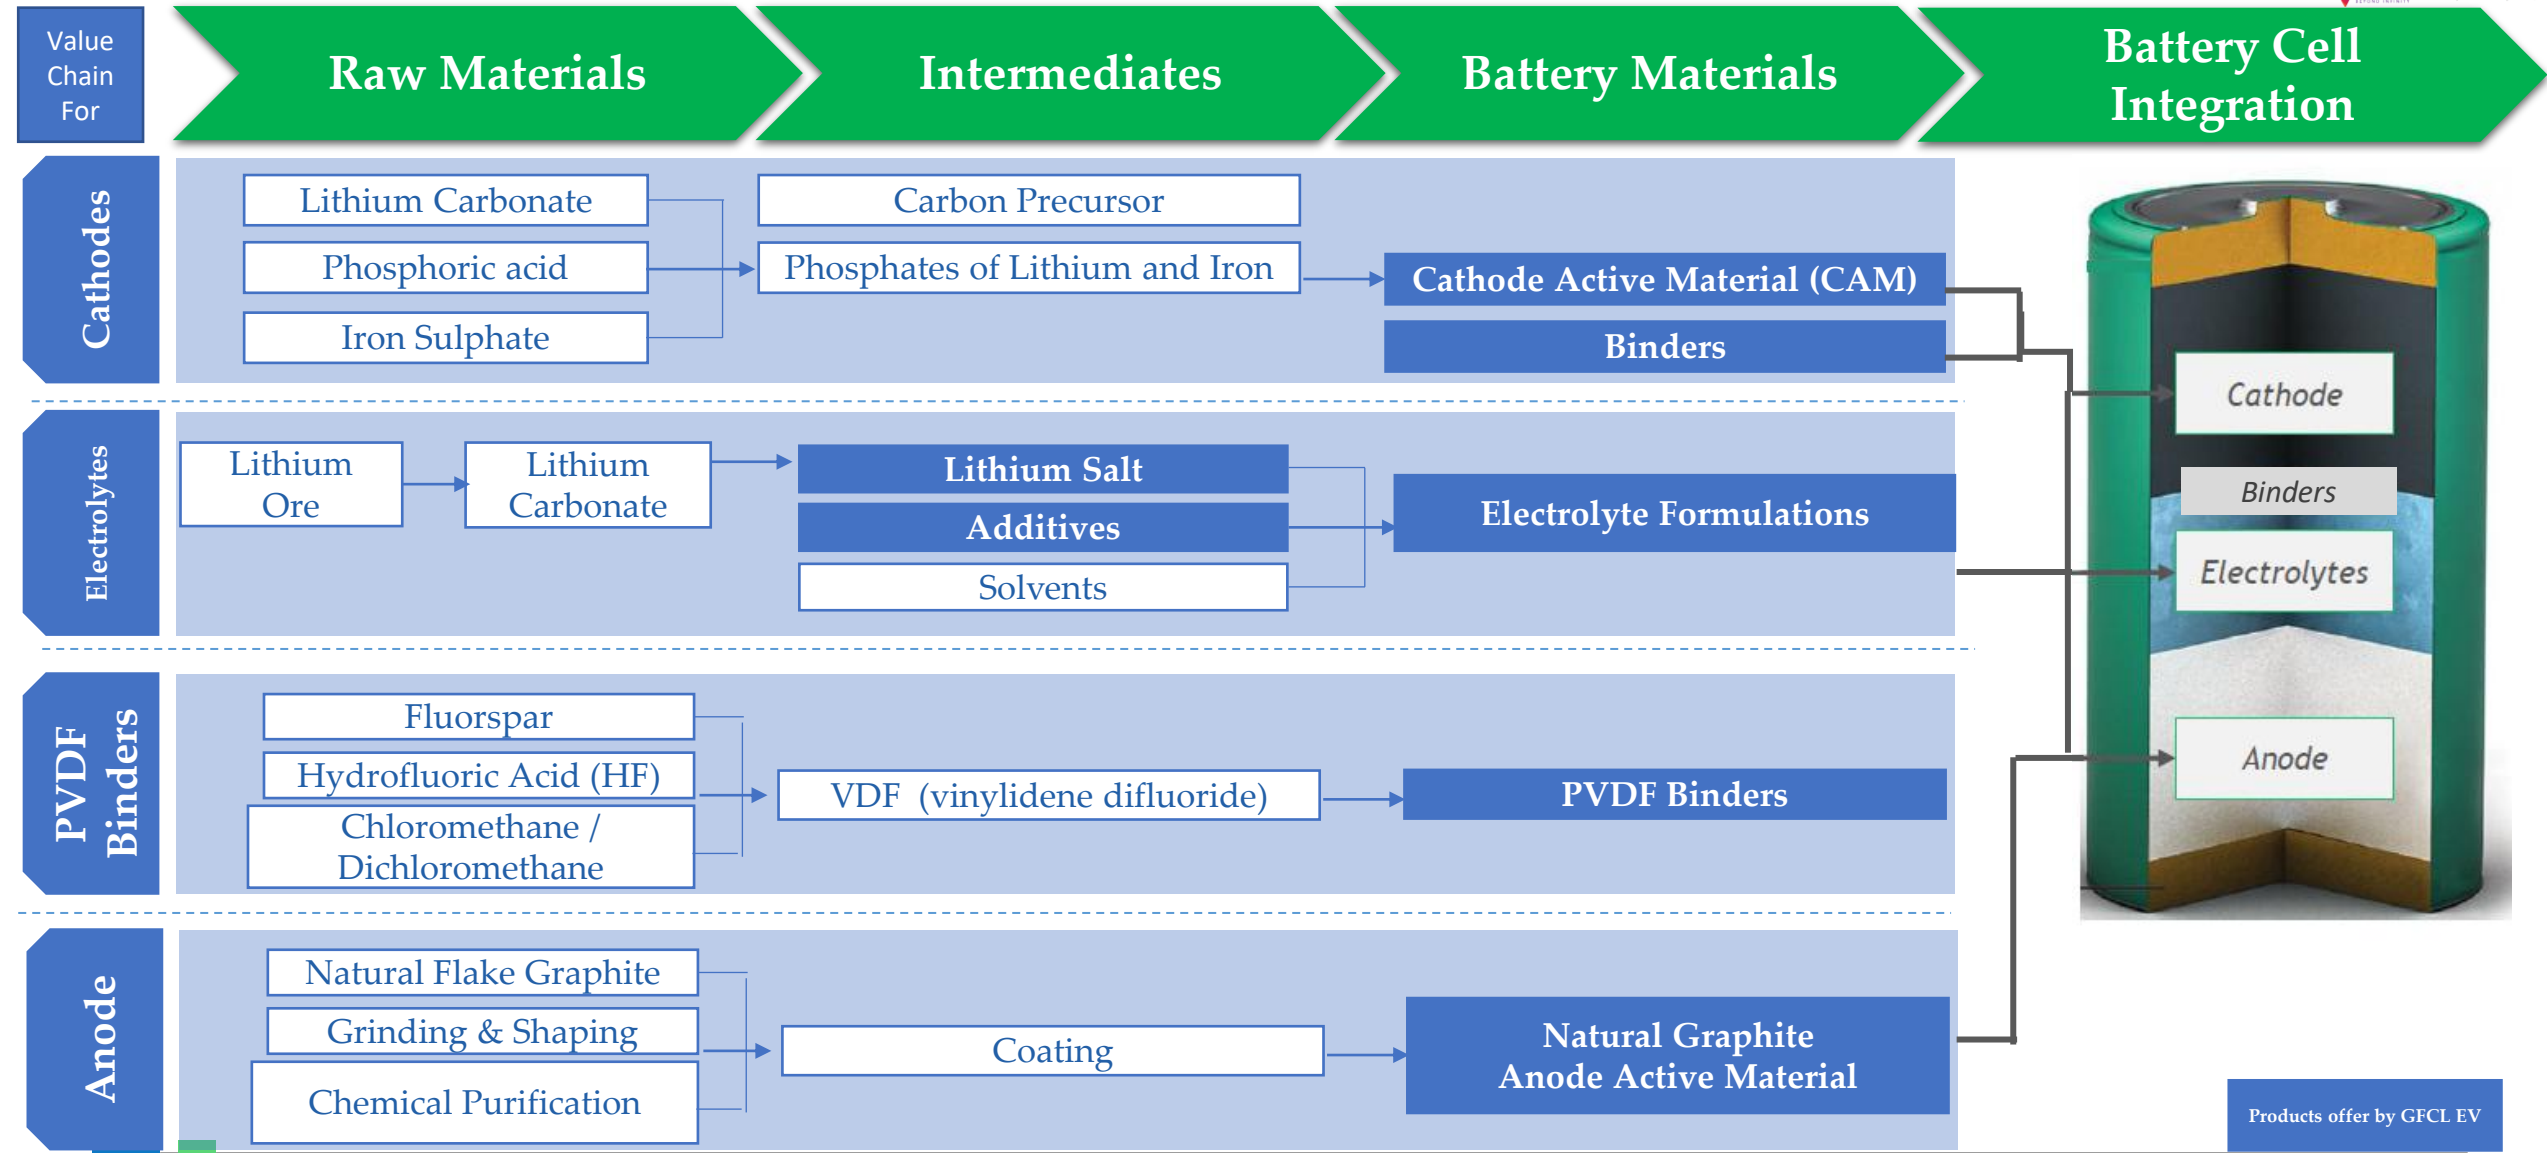 Value
Chain
For
Raw Materials
Intermediates
Battery Materials
Battery Cell
Integration
Cathodes
Lithium Carbonate
Phosphoric acid
Iron Sulphate
Carbon Precursor
Phosphates of Lithium and Iron
Cathode Active Material (CAM)
Binders
Electrolytes
Lithium
Ore
Lithium
Carbonate
Lithium Salt
Additives
Solvents
Electrolyte Formulations
PVDF
Binders
Fluorspar
Hydrofluoric Acid (HF)
Chloromethane /
Dichloromethane
VDF (vinylidene difluoride)
PVDF Binders
Anode
Natural Flake Graphite
Grinding & Shaping
Chemical Purification
Coating
Natural Graphite
Anode Active Material
Cathode
Binders
Electrolytes
Anode
Products offer by GFCL EV